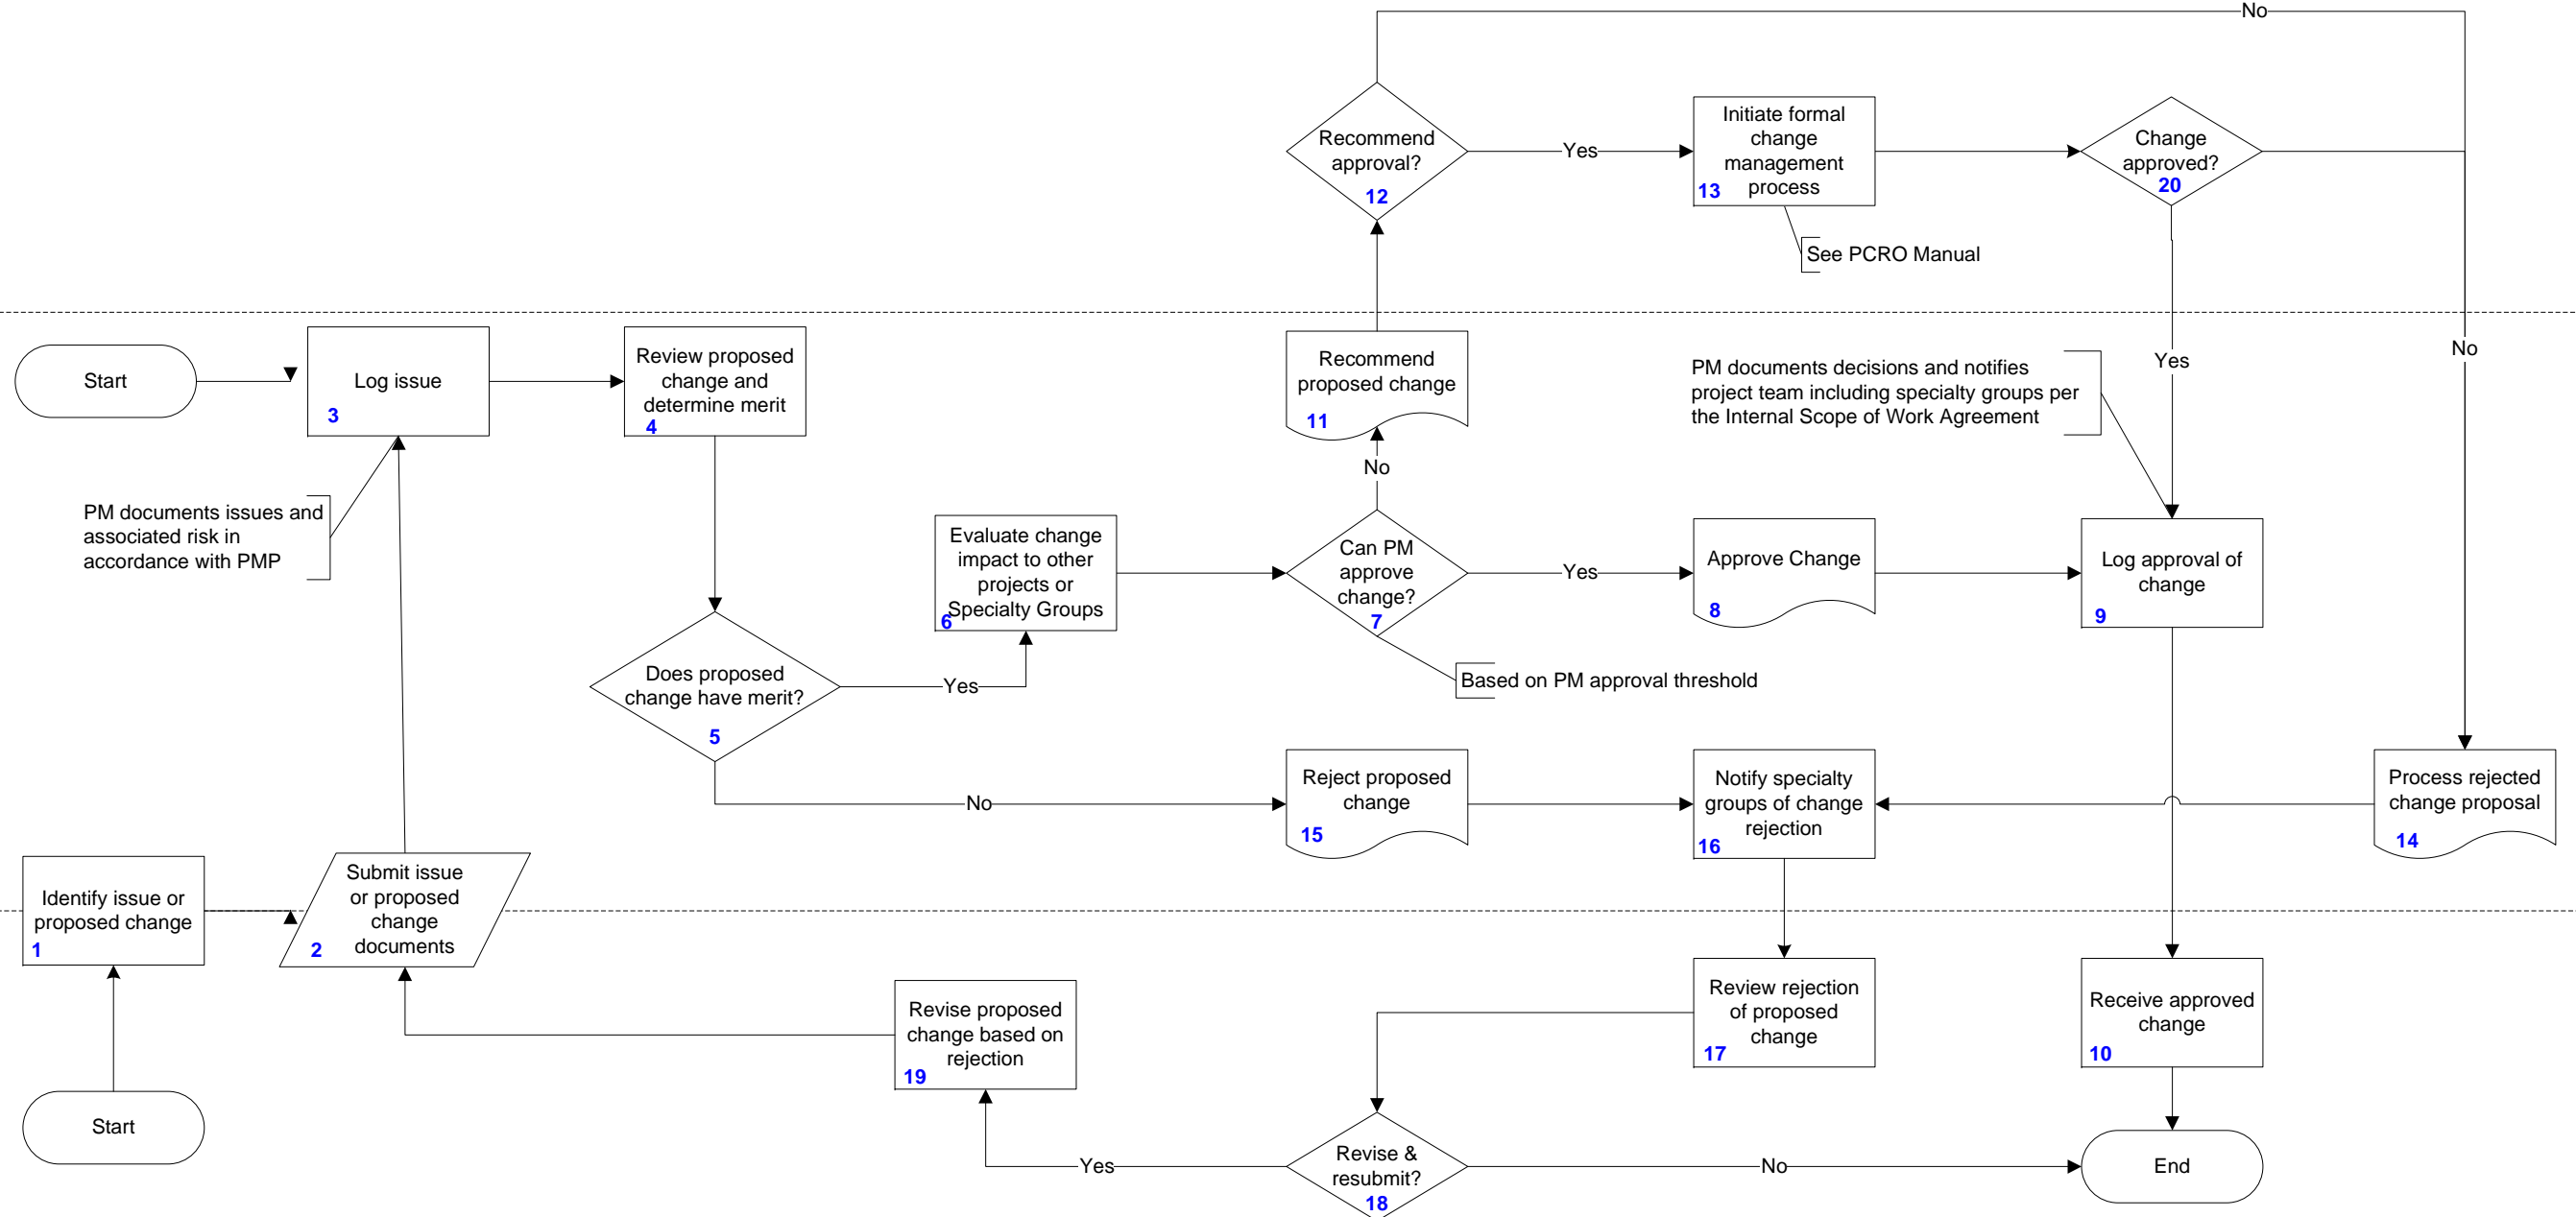 No
Recommend
approval?
12
Yes
Initiate formal
change
management
process
13
Change
approved?
20
See PCRO Manual
Start
Log issue
3
Review proposed
change and
determine merit
4
Recommend
proposed change
11
PM documents decisions and notifies
project team including specialty groups per
the Internal Scope of Work Agreement
Yes
No
PM documents issues and
associated risk in
accordance with PMP
No
Evaluate change
impact to other
projects or
Specialty Groups
6
Can PM
approve
change?
7
Yes
Approve Change
8
Log approval of
change
9
Does proposed
change have merit?
5
Yes
Based on PM approval threshold
No
Reject proposed
change
15
Notify specialty
groups of change
rejection
16
Process rejected
change proposal
14
Identify issue or
proposed change
1
Submit issue
or proposed
change
documents
2
Revise proposed
change based on
rejection
19
Review rejection
of proposed
change
17
Receive approved
change
10
Start
Yes
Revise &
resubmit?
18
No
End